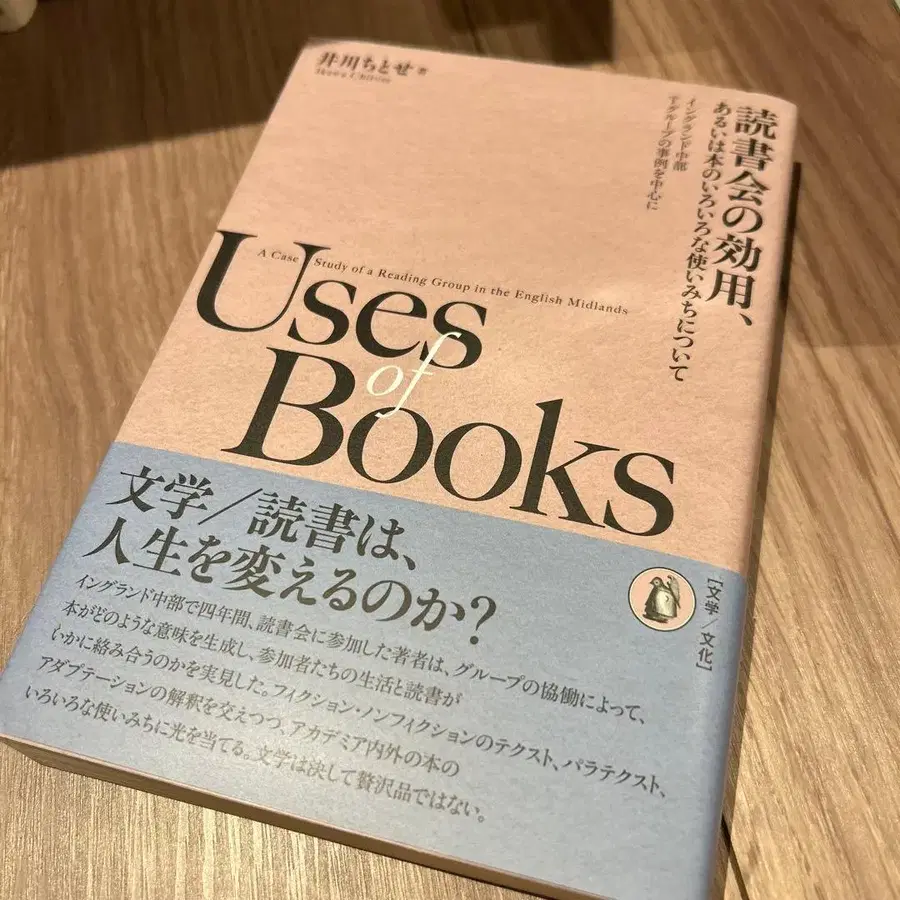 井川ちとせ 著
Ikawa Chitose
読書会の効用、
あるいは本のいろいろな使いみちについて
イングランド中部
Tグループの事例を中心に
A Case Study of a Reading Group in the English Midlands
Uses
of
Books
文学/読書は、
人生を変えるのか?
イングランド中部で四年間、読書会に参加した著者は、グループの協働によって、
本がどのような意味を生成し、参加者たちの生活と読書が
いかに絡み合うのかを実見した。フィクション・ノンフィクションのテクスト、パラテクスト、
アダプテーションの解釈を交えつつ、アカデミア内外の本の
いろいろな使いみちに光を当てる。文学は決して贅沢品ではない。
[文学/文化]